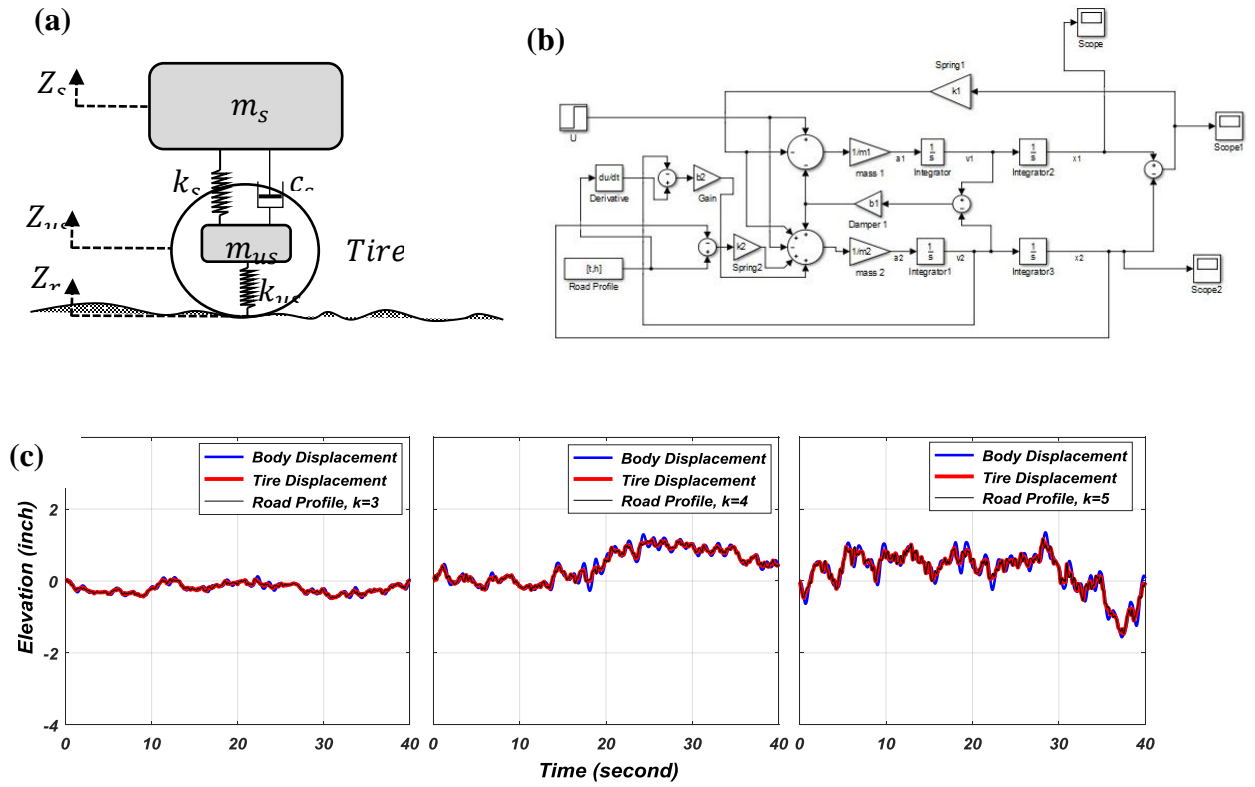 (a)
Z_s
m_s
k_s
c_s
Z_us
m_us
Tire
Z_r
k_us
(b)
Scope
Spring1
k1
Scope1
U
1/m1
mass 1
a1
1/s
Integrator
v1
1/s
Integrator2
x1
du/dt
Derivative
b2
Gain
b1
Damper 1
k2
Spring2
[t,h]
Road Profile
1/m2
mass 2
a2
1/s
Integrator1
v2
1/s
Integrator3
x2
Scope2
(c)
Elevation (inch)
2
0
-2
-4
Body Displacement
Tire Displacement
Road Profile, k=3
0 10 20 30 40
Body Displacement
Tire Displacement
Road Profile, k=4
0 10 20 30 40
Body Displacement
Tire Displacement
Road Profile, k=5
0 10 20 30 40
Time (second)